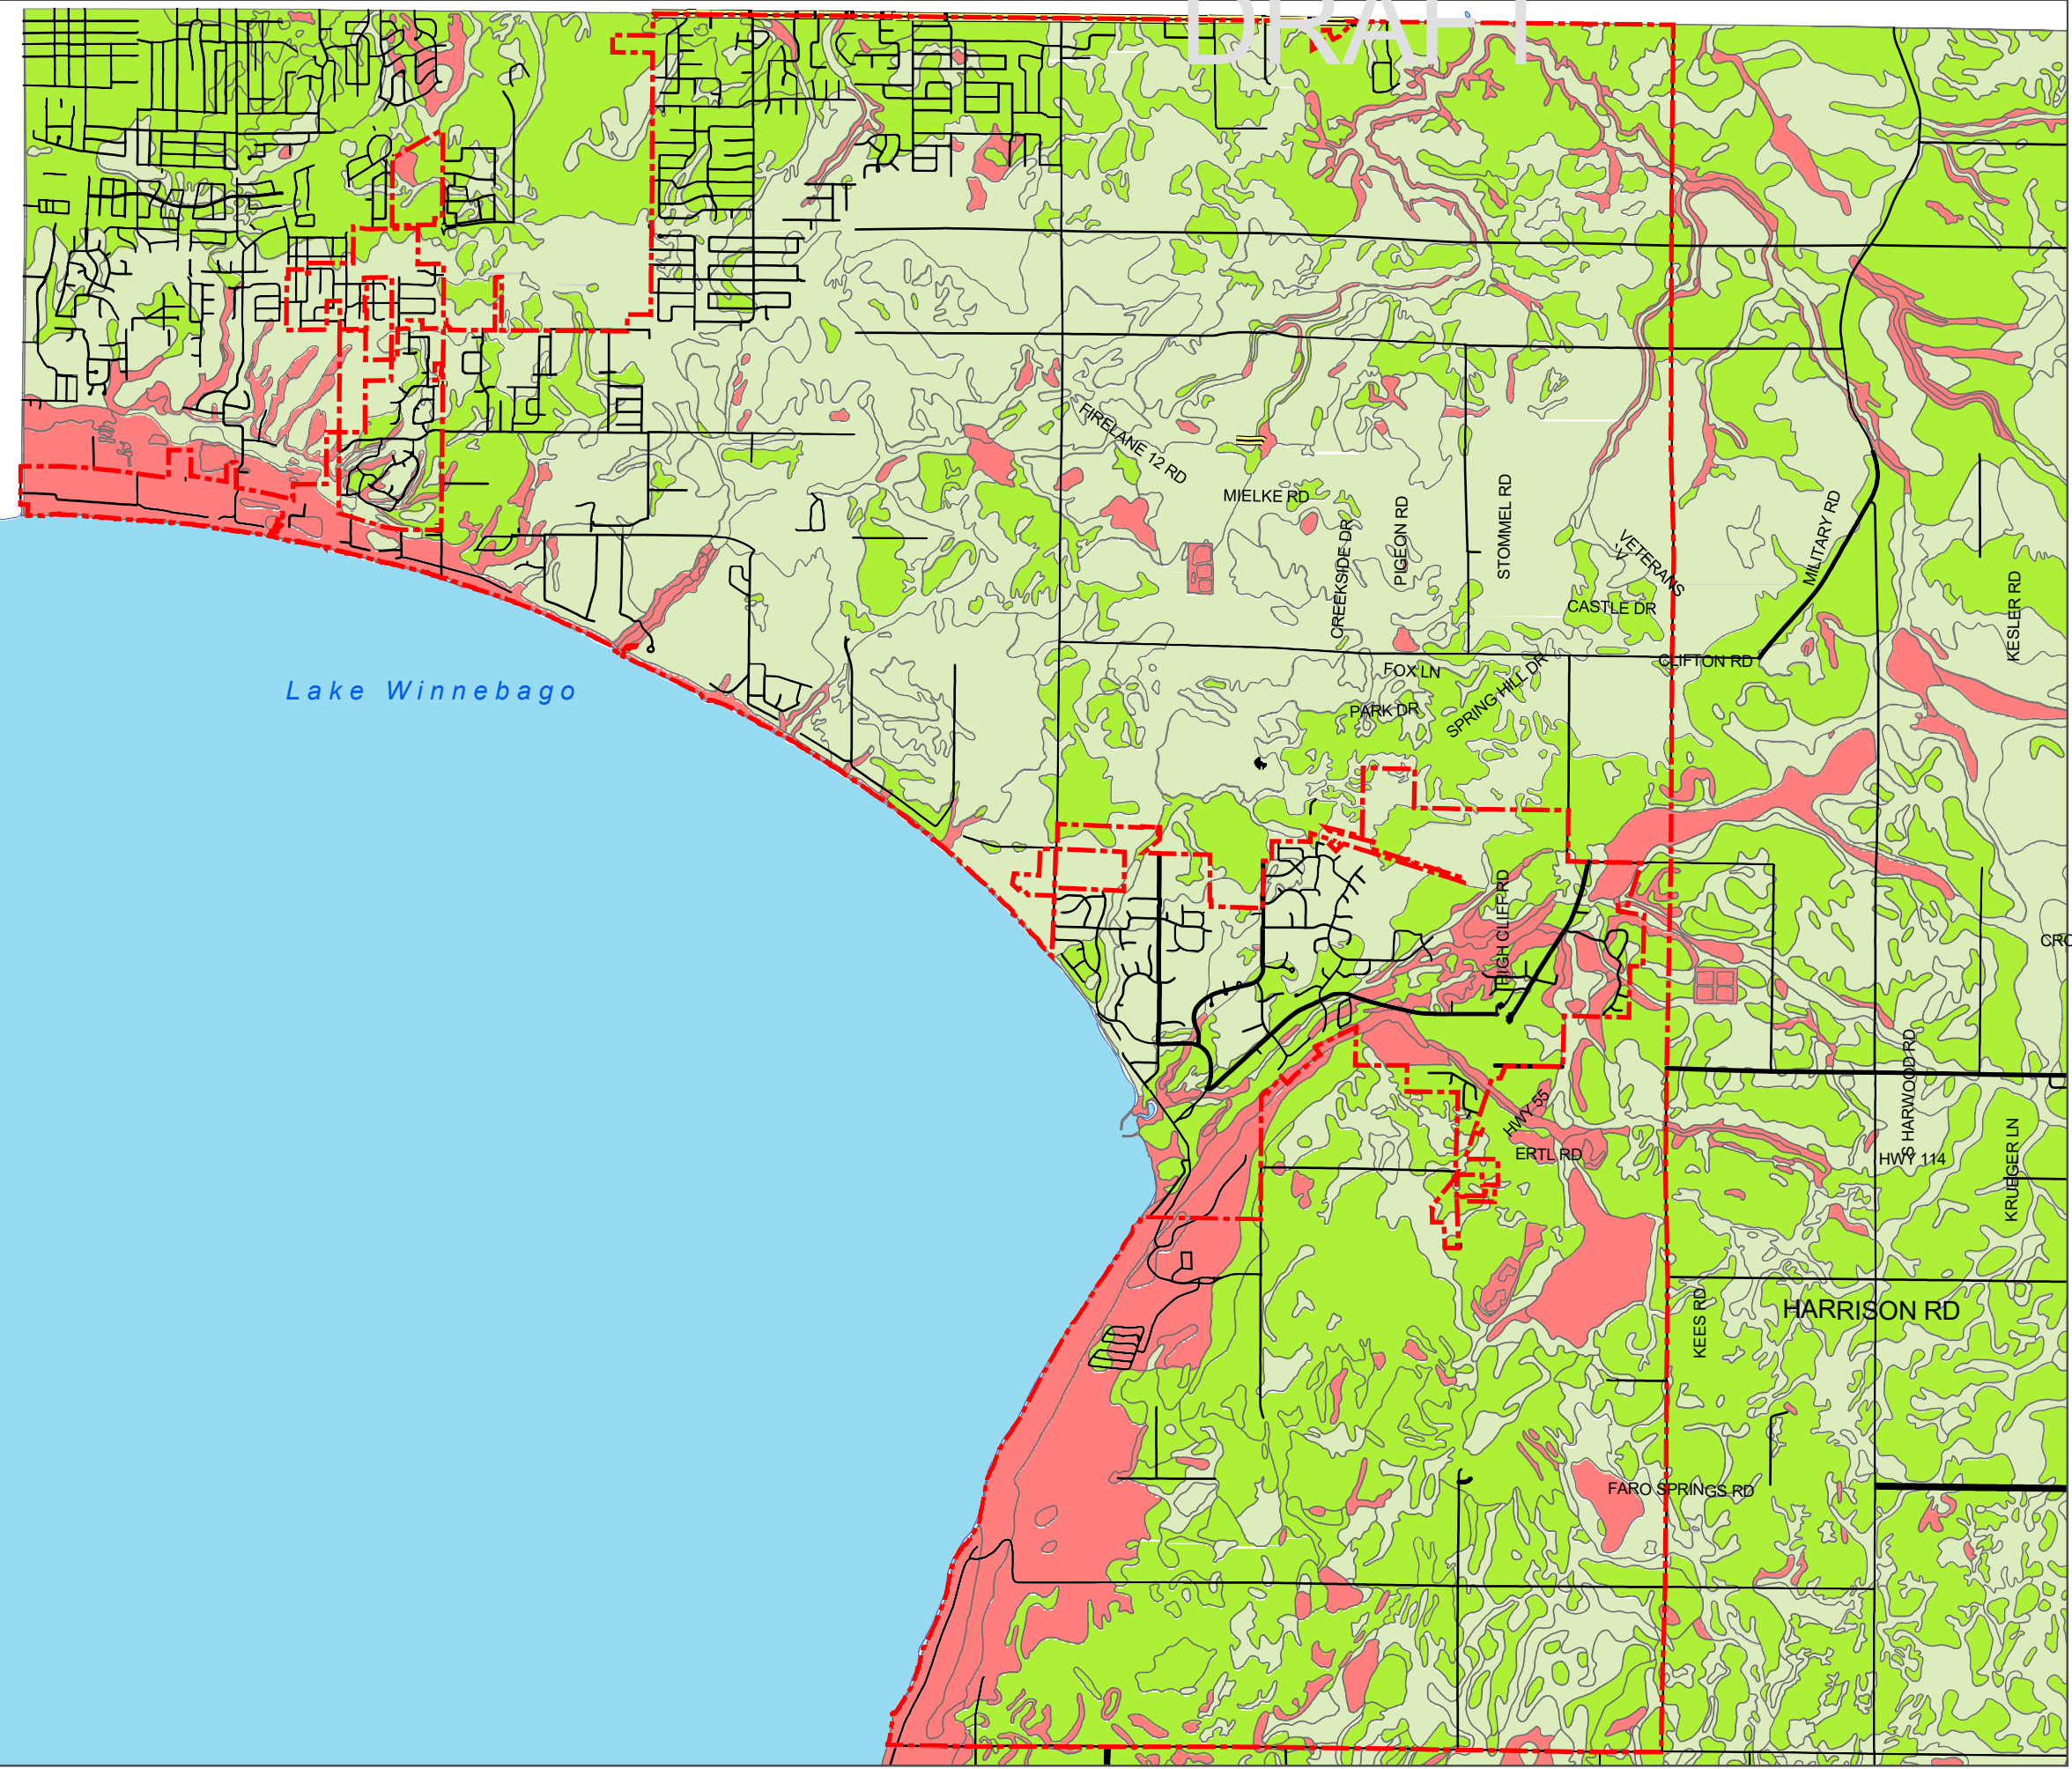 DRAFT
FIRELANE 12 RD
MIELKE RD
CREEKSIDE DR
PIGEON RD
STOMMEL RD
VETERANS
MILITARY RD
KESLER RD
CASTLE DR
CLIFTON RD
FOX LN
SPRING HILL DR
PARK DR
Lake Winnebago
HIGH CLIFF RD
CRO
S HARWOOD RD
HWY 55
ERTL RD
HWY 114
KRUEGER LN
KEES RD
HARRISON RD
FARO SPRINGS RD